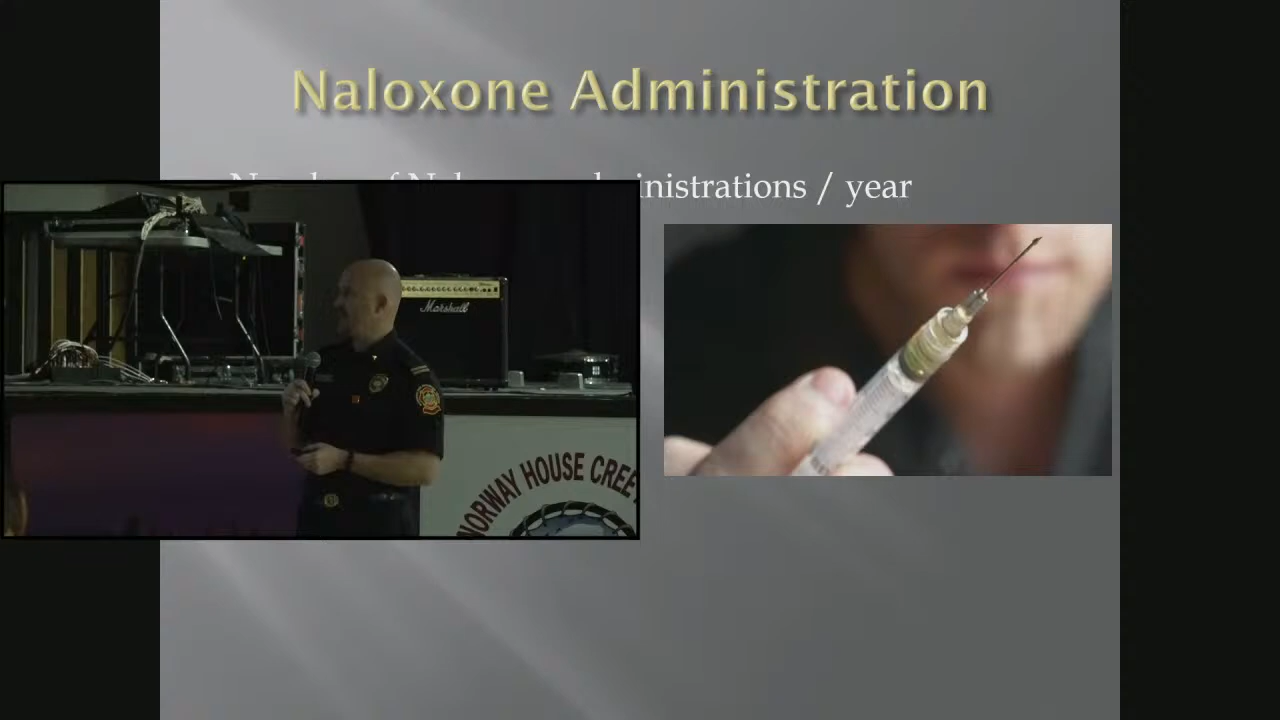 Naloxone Administration
Number of Naloxone administrations / year
Marshall
NORWAY HOUSE CREE